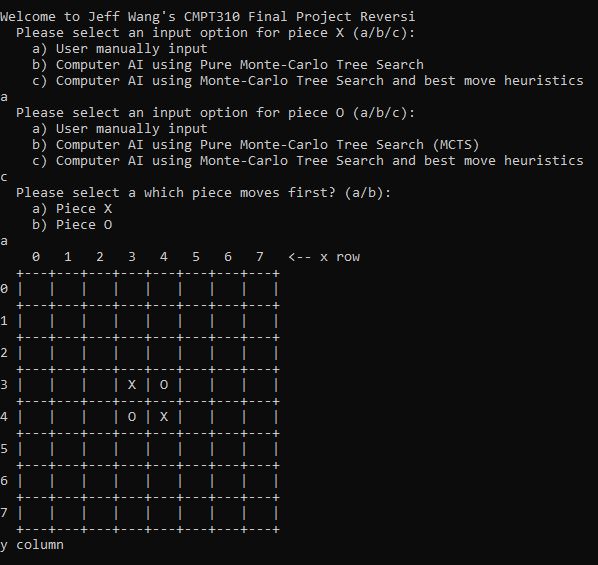 Welcome to Jeff Wang's CMPT310 Final Project Reversi
  Please select an input option for piece X (a/b/c):
    a) User manually input
    b) Computer AI using Pure Monte-Carlo Tree Search
    c) Computer AI using Monte-Carlo Tree Search and best move heuristics
a
  Please select an input option for piece O (a/b/c):
    a) User manually input
    b) Computer AI using Pure Monte-Carlo Tree Search (MCTS)
    c) Computer AI using Monte-Carlo Tree Search and best move heuristics
c
  Please select a which piece moves first? (a/b):
    a) Piece X
    b) Piece O
a
    0   1   2   3   4   5   6   7   <-- x row
  +---+---+---+---+---+---+---+---+
0 |   |   |   |   |   |   |   |   |
  +---+---+---+---+---+---+---+---+
1 |   |   |   |   |   |   |   |   |
  +---+---+---+---+---+---+---+---+
2 |   |   |   |   |   |   |   |   |
  +---+---+---+---+---+---+---+---+
3 |   |   |   | X | O |   |   |   |
  +---+---+---+---+---+---+---+---+
4 |   |   |   | O | X |   |   |   |
  +---+---+---+---+---+---+---+---+
5 |   |   |   |   |   |   |   |   |
  +---+---+---+---+---+---+---+---+
6 |   |   |   |   |   |   |   |   |
  +---+---+---+---+---+---+---+---+
7 |   |   |   |   |   |   |   |   |
  +---+---+---+---+---+---+---+---+
y column